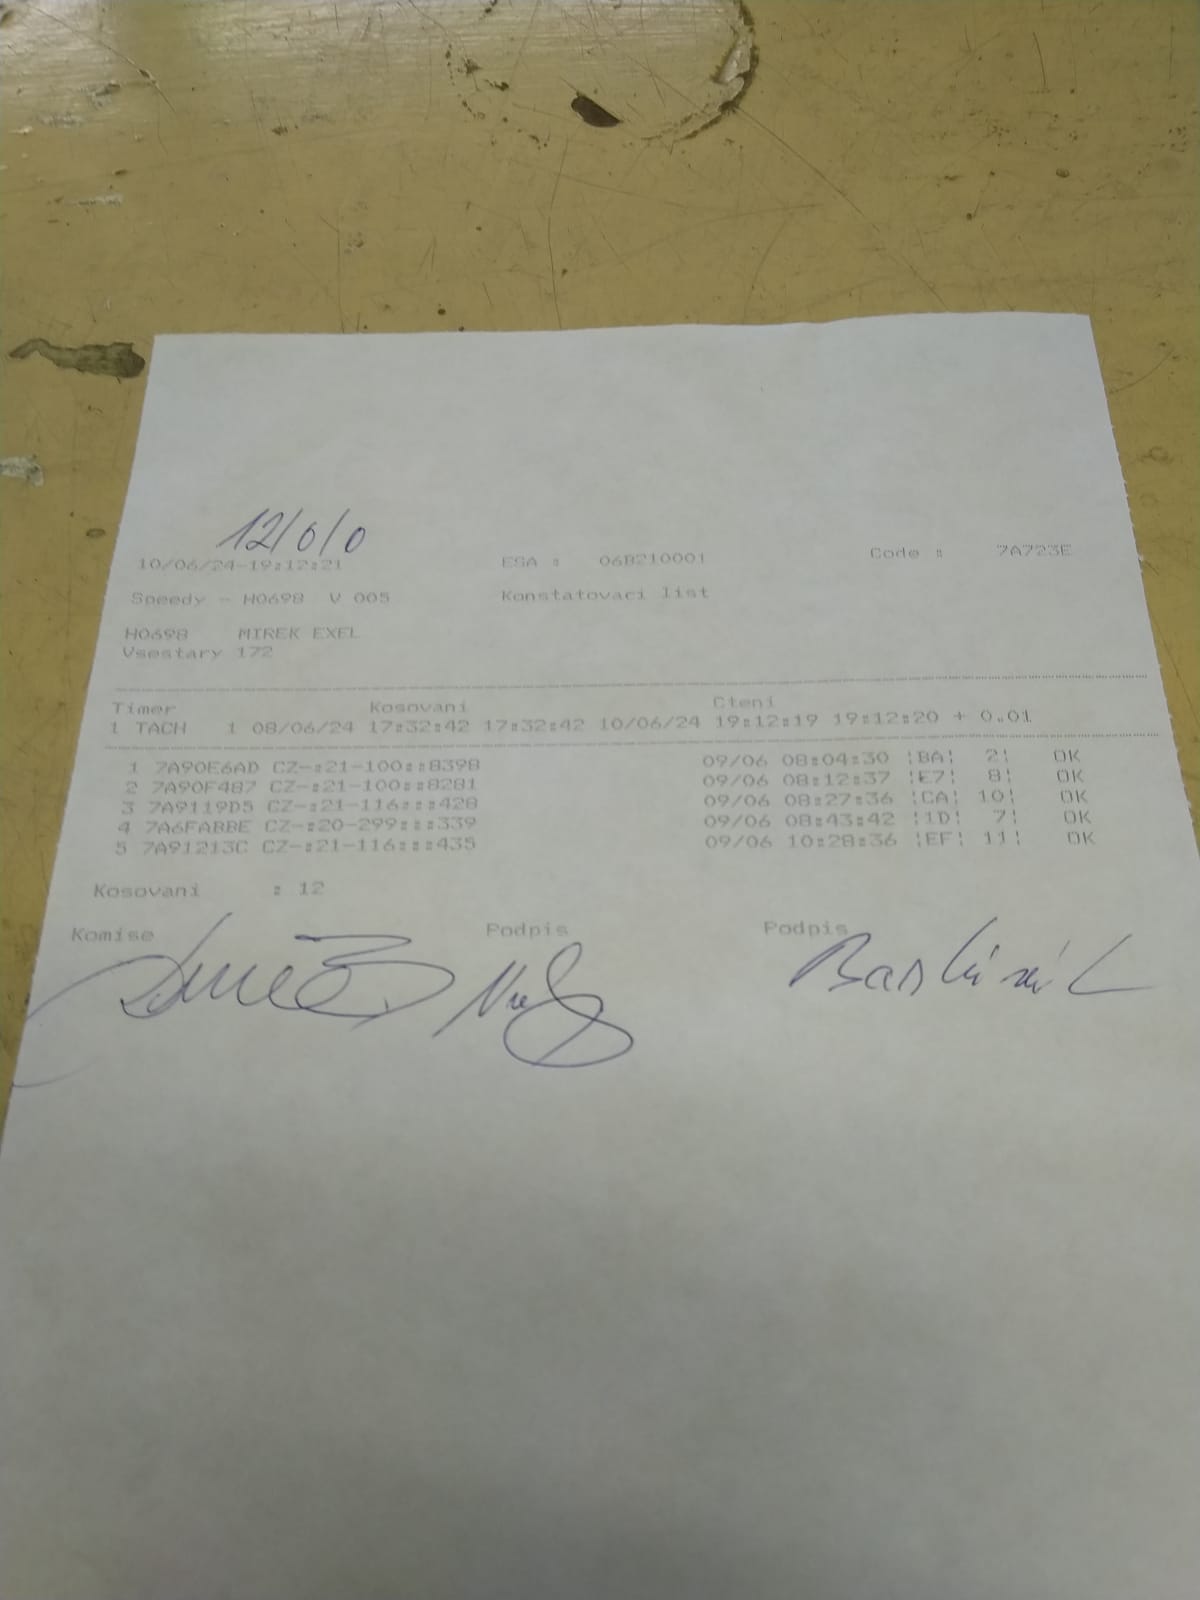 12/0/0
10/06/24-19:12:21 ESA : 06B210001 Code : 7A723E
Speedy - H0698 V 005 Konstatovaci list
H0698 MIREK EXEL
Vsestary 172
Timer Kosovani Cteni
1 TACH 1 08/06/24 17:32:42 17:32:42 10/06/24 19:12:19 19:12:20 + 0.01
1 7A90E6AD CZ-:21-100::8398 09/06 08:04:30 ¦BA¦ 2¦ OK
2 7A90F487 CZ-:21-100::8281 09/06 08:12:37 ¦E7¦ 8¦ OK
3 7A9119D5 CZ-:21-116:::428 09/06 08:27:36 ¦CA¦ 10¦ OK
4 7A6FABBE CZ-:20-299:::339 09/06 08:43:42 ¦1D¦ 7¦ OK
5 7A91213C CZ-:21-116:::435 09/06 10:28:36 ¦EF¦ 11¦ OK
Kosovani : 12
Komise Podpis Podpis